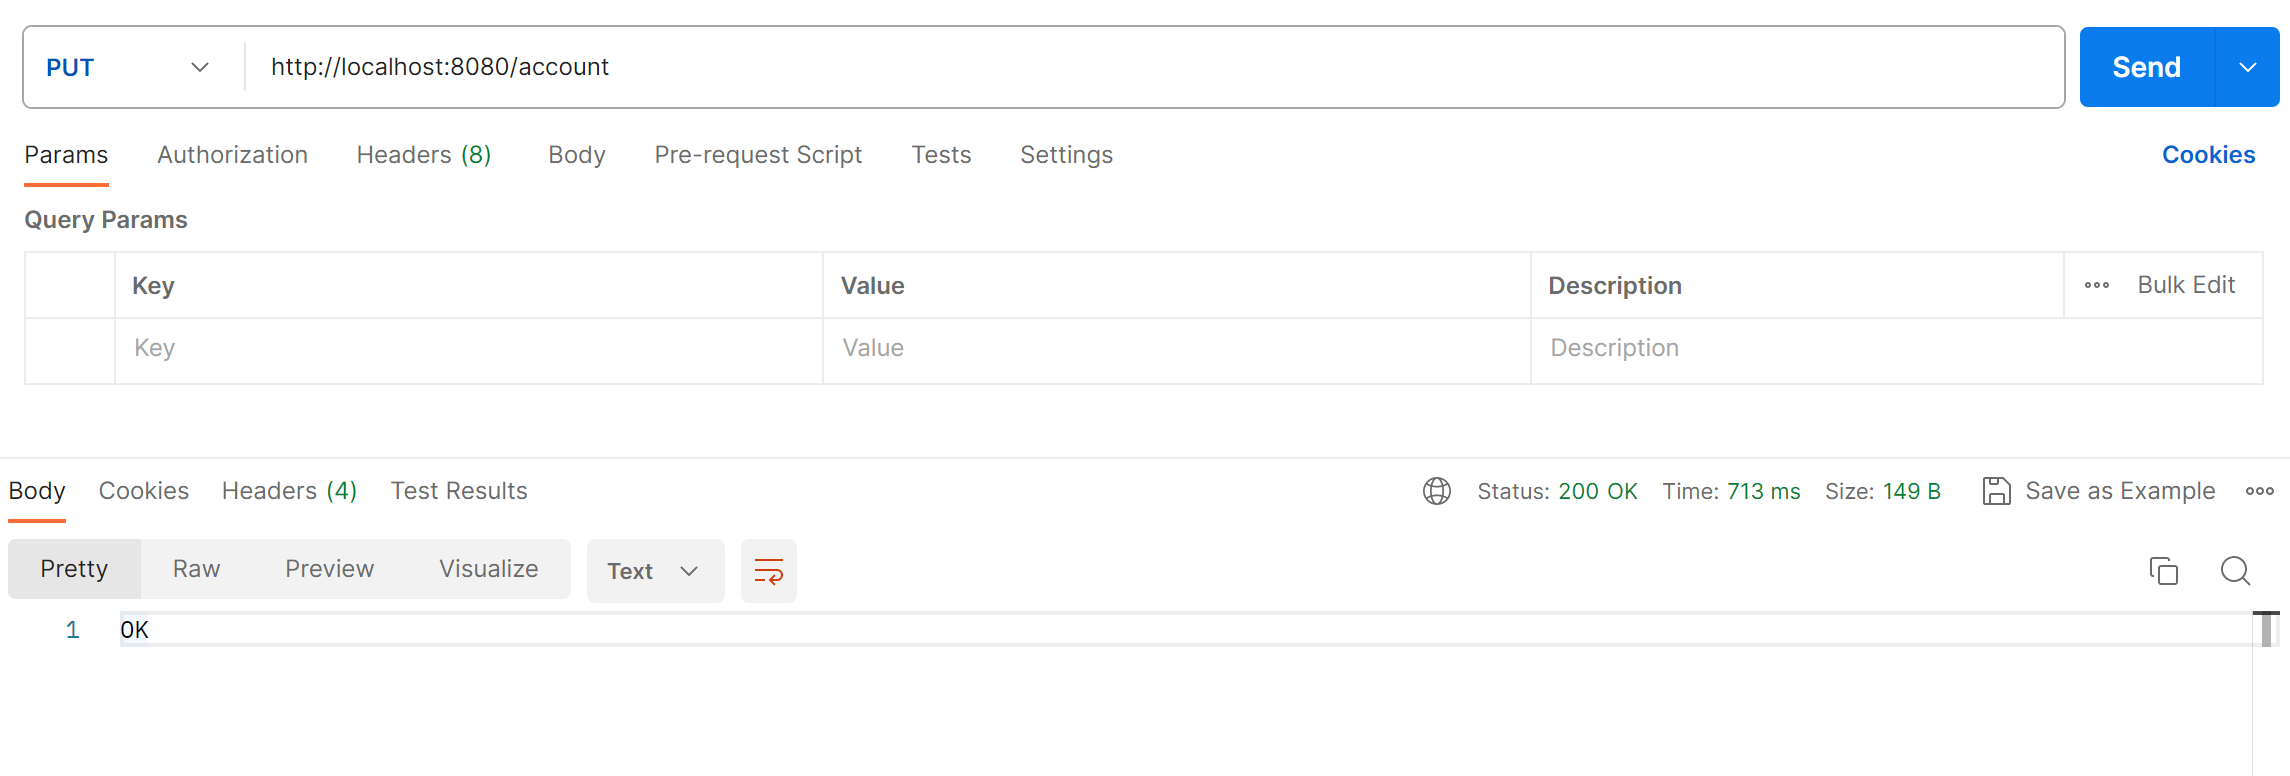 PUT http://localhost:8080/account Send
Params Authorization Headers (8) Body Pre-request Script Tests Settings Cookies
Query Params
Key Value Description Bulk Edit
Key Value Description
Body Cookies Headers (4) Test Results Status: 200 OK Time: 713 ms Size: 149 B Save as Example
Pretty Raw Preview Visualize Text
1 OK